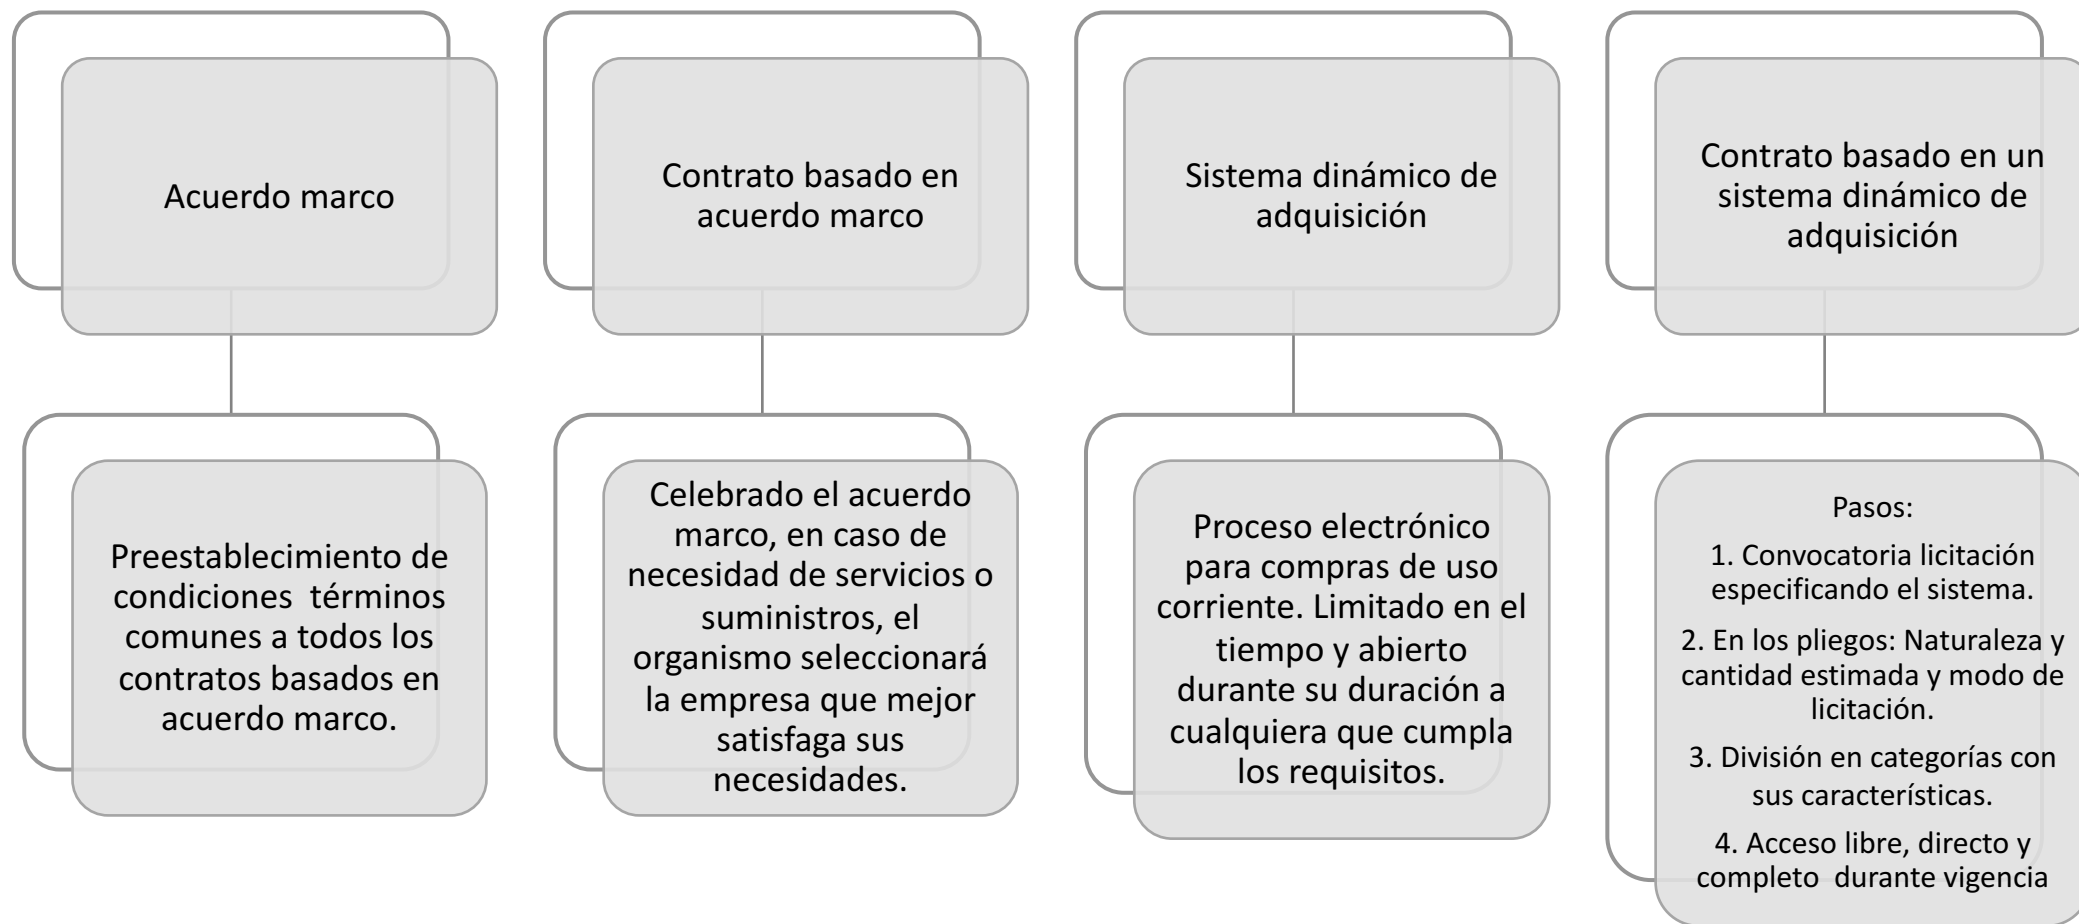 Acuerdo marco
Preestablecimiento de
condiciones  términos
comunes a todos los
contratos basados en
acuerdo marco.
Contrato basado en
acuerdo marco
Celebrado el acuerdo
marco, en caso de
necesidad de servicios o
suministros, el
organismo seleccionará
la empresa que mejor
satisfaga sus
necesidades.
Sistema dinámico de
adquisición
Proceso electrónico
para compras de uso
corriente. Limitado en el
tiempo y abierto
durante su duración a
cualquiera que cumpla
los requisitos.
Contrato basado en un
sistema dinámico de
adquisición
Pasos:
1. Convocatoria licitación
especificando el sistema.
2. En los pliegos: Naturaleza y
cantidad estimada y modo de
licitación.
3. División en categorías con
sus características.
4. Acceso libre, directo y
completo  durante vigencia